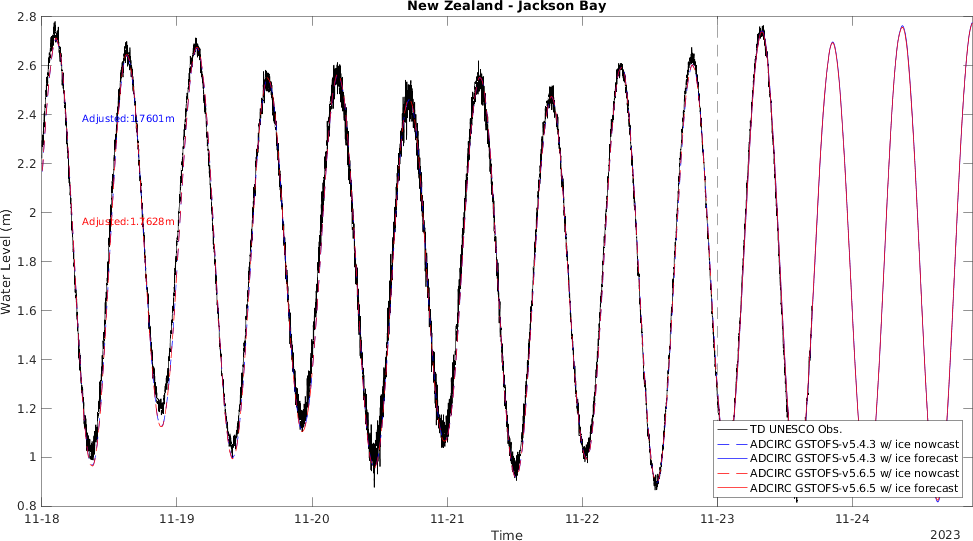 New Zealand - Jackson Bay
2.8
2.6
2.4
2.2
2
1.8
1.6
1.4
1.2
1
0.8
Water Level (m)
Adjusted:1.7601m
Adjusted:1.7628m
TD UNESCO Obs.
ADCIRC GSTOFS-v5.4.3 w/ ice nowcast
ADCIRC GSTOFS-v5.4.3 w/ ice forecast
ADCIRC GSTOFS-v5.6.5 w/ ice nowcast
ADCIRC GSTOFS-v5.6.5 w/ ice forecast
11-18 11-19 11-20 11-21 11-22 11-23 11-24
Time
2023